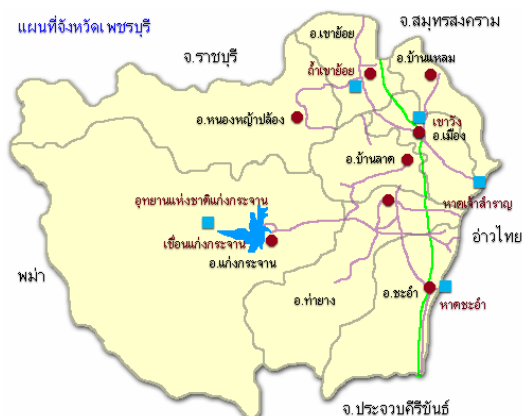 แผนที่จังหวัดเพชรบุรี
จ.สมุทรสงคราม
อ.เขาย้อย
จ.ราชบุรี
อ.บ้านแหลม
ถ้ำเขาย้อย
อ.หนองหญ้าปล้อง
เขาวัง
อ.เมือง
อ.บ้านลาด
อุทยานแห่งชาติแก่งกระจาน
หาดเจ้าสำราญ
เขื่อนแก่งกระจาน
อ่าวไทย
อ.แก่งกระจาน
พม่า
อ.ท่ายาง
อ.ชะอำ
หาดชะอำ
จ.ประจวบคีรีขันธ์